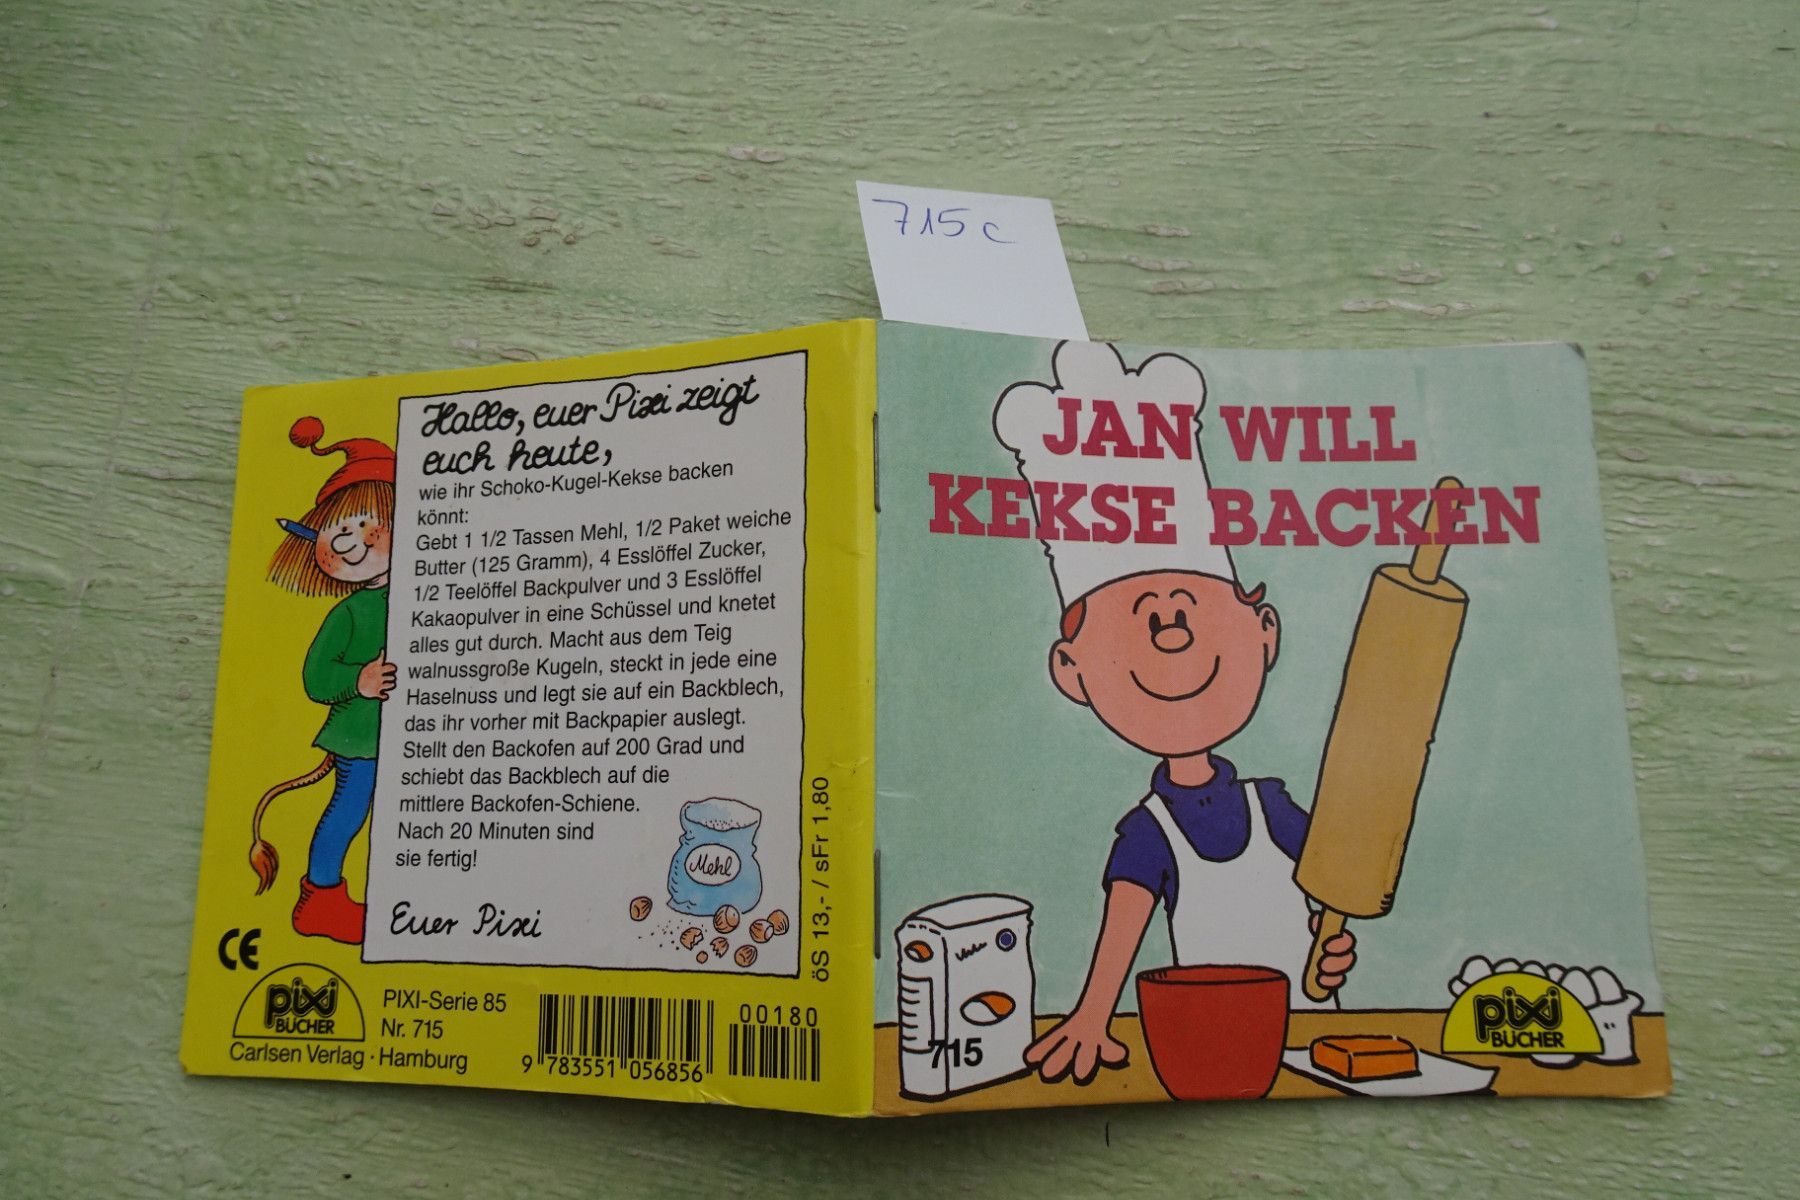 715 c
Hallo, euer Pixi zeigt
euch heute,
wie ihr Schoko-Kugel-Kekse backen
könnt:
Gebt 1 1/2 Tassen Mehl, 1/2 Paket weiche
Butter (125 Gramm), 4 Esslöffel Zucker,
1/2 Teelöffel Backpulver und 3 Esslöffel
Kakaopulver in eine Schüssel und knetet
alles gut durch. Macht aus dem Teig
walnussgroße Kugeln, steckt in jede eine
Haselnuss und legt sie auf ein Backblech,
das ihr vorher mit Backpapier auslegt.
Stellt den Backofen auf 200 Grad und
schiebt das Backblech auf die
mittlere Backofen-Schiene.
Nach 20 Minuten sind
sie fertig!
Mehl
Euer Pixi
öS 13,- / sFr 1,80
CE
pixi
BÜCHER
PIXI-Serie 85
Nr. 715
Carlsen Verlag · Hamburg
00180
9 783551 056856
JAN WILL
KEKSE BACKEN
715
pixi
BÜCHER